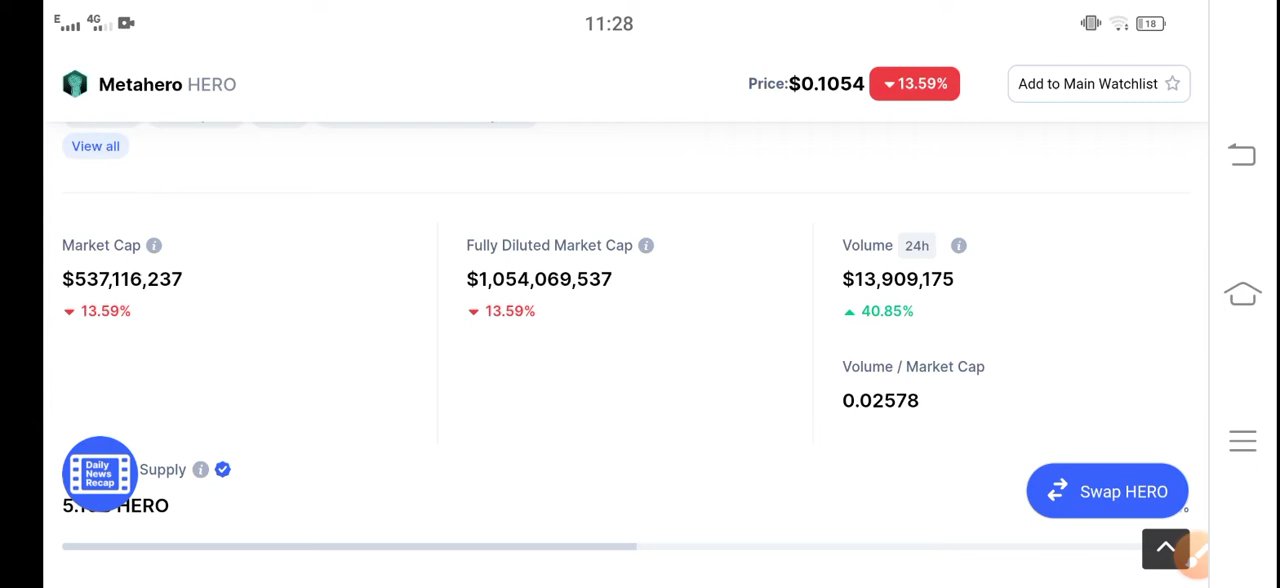 E 4G 11:28 18
Metahero HERO Price:$0.1054 13.59% Add to Main Watchlist
View all
Market Cap Fully Diluted Market Cap Volume 24h
$537,116,237 $1,054,069,537 $13,909,175
13.59% 13.59% 40.85%
Volume / Market Cap
0.02578
Daily
News
Recap
Supply
HERO
Swap HERO